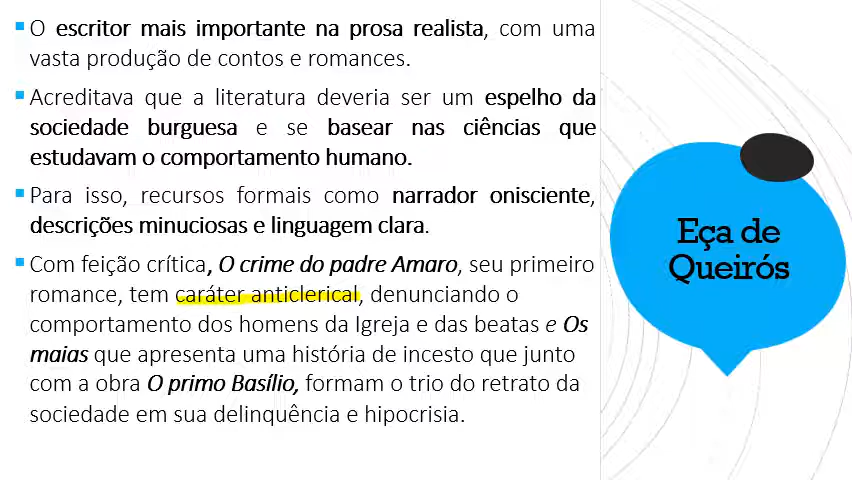 O escritor mais importante na prosa realista, com uma
vasta produção de contos e romances.
Acreditava que a literatura deveria ser um espelho da
sociedade burguesa e se basear nas ciências que
estudavam o comportamento humano.
Para isso, recursos formais como narrador onisciente,
descrições minuciosas e linguagem clara.
Com feição crítica, O crime do padre Amaro, seu primeiro
romance, tem caráter anticlerical, denunciando o
comportamento dos homens da Igreja e das beatas e Os
maias que apresenta uma história de incesto que junto
com a obra O primo Basílio, formam o trio do retrato da
sociedade em sua delinquência e hipocrisia.
Eça de
Queirós